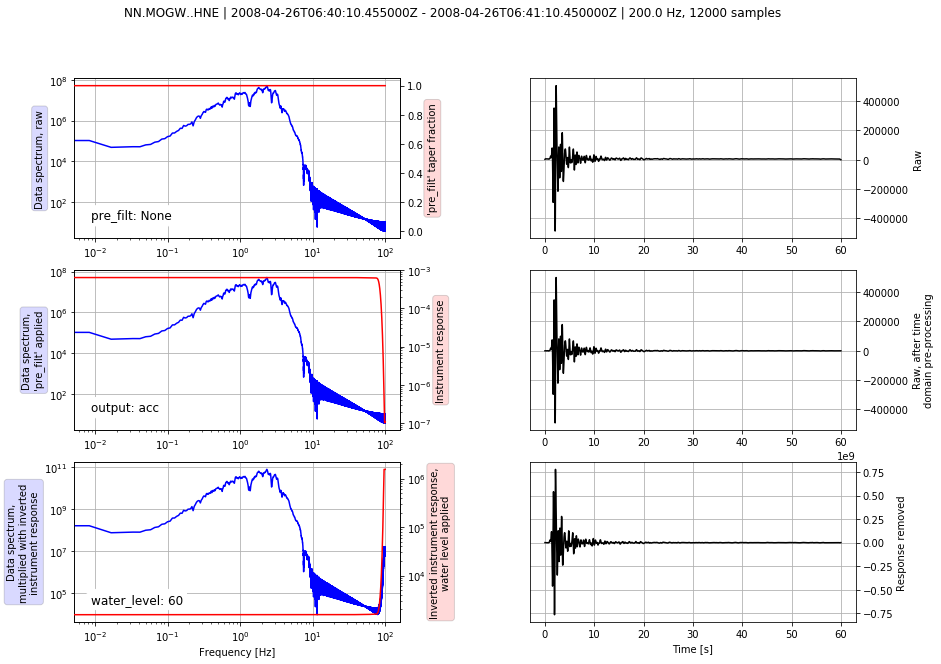 NN.MOGW..HNE | 2008-04-26T06:40:10.455000Z - 2008-04-26T06:41:10.450000Z | 200.0 Hz, 12000 samples
Data spectrum, raw
10⁸
10⁶
10⁴
10²
pre_filt: None
10⁻² 10⁻¹ 10⁰ 10¹ 10²
1.0
0.8
0.6
0.4
0.2
0.0
'pre_filt' taper fraction
400000
200000
0
−200000
−400000
0 10 20 30 40 50 60
Raw
Data spectrum,
'pre_filt' applied
10⁸
10⁶
10⁴
10²
output: acc
10⁻² 10⁻¹ 10⁰ 10¹ 10²
10⁻³
10⁻⁴
10⁻⁵
10⁻⁶
10⁻⁷
Instrument response
400000
200000
0
−200000
−400000
0 10 20 30 40 50 60
Raw, after time
domain pre-processing
Data spectrum,
multiplied with inverted
instrument response
10¹¹
10⁹
10⁷
10⁵
water_level: 60
10⁻² 10⁻¹ 10⁰ 10¹ 10²
Frequency [Hz]
10⁶
10⁵
10⁴
Inverted instrument response,
water level applied
1e9
0.75
0.50
0.25
0.00
−0.25
−0.50
−0.75
0 10 20 30 40 50 60
Time [s]
Response removed